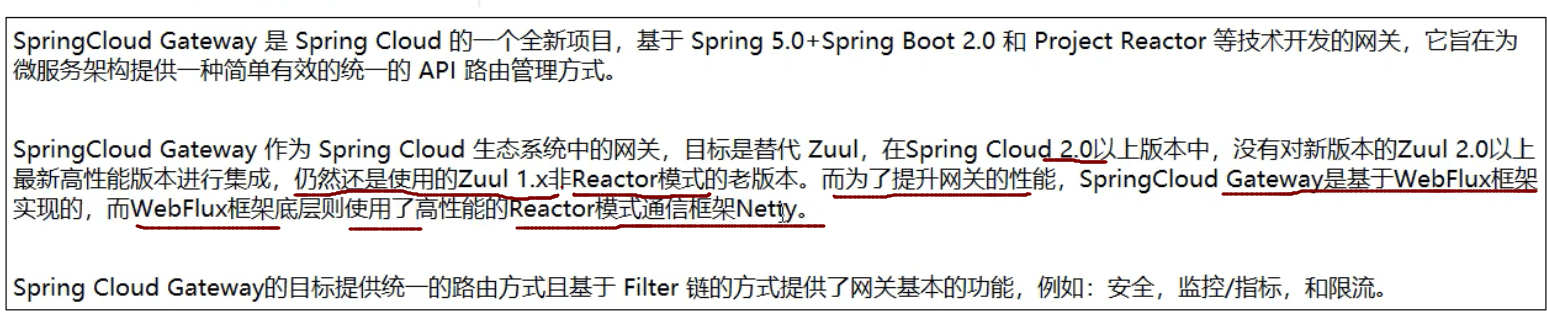 SpringCloud Gateway 是 Spring Cloud 的一个全新项目，基于 Spring 5.0+Spring Boot 2.0 和 Project Reactor 等技术开发的网关，它旨在为
微服务架构提供一种简单有效的统一的 API 路由管理方式。
SpringCloud Gateway 作为 Spring Cloud 生态系统中的网关，目标是替代 Zuul，在Spring Cloud 2.0以上版本中，没有对新版本的Zuul 2.0以上
最新高性能版本进行集成，仍然还是使用的Zuul 1.x非Reactor模式的老版本。而为了提升网关的性能，SpringCloud Gateway是基于WebFlux框架
实现的，而WebFlux框架底层则使用了高性能的Reactor模式通信框架Netty。
Spring Cloud Gateway的目标提供统一的路由方式且基于 Filter 链的方式提供了网关基本的功能，例如：安全，监控/指标，和限流。